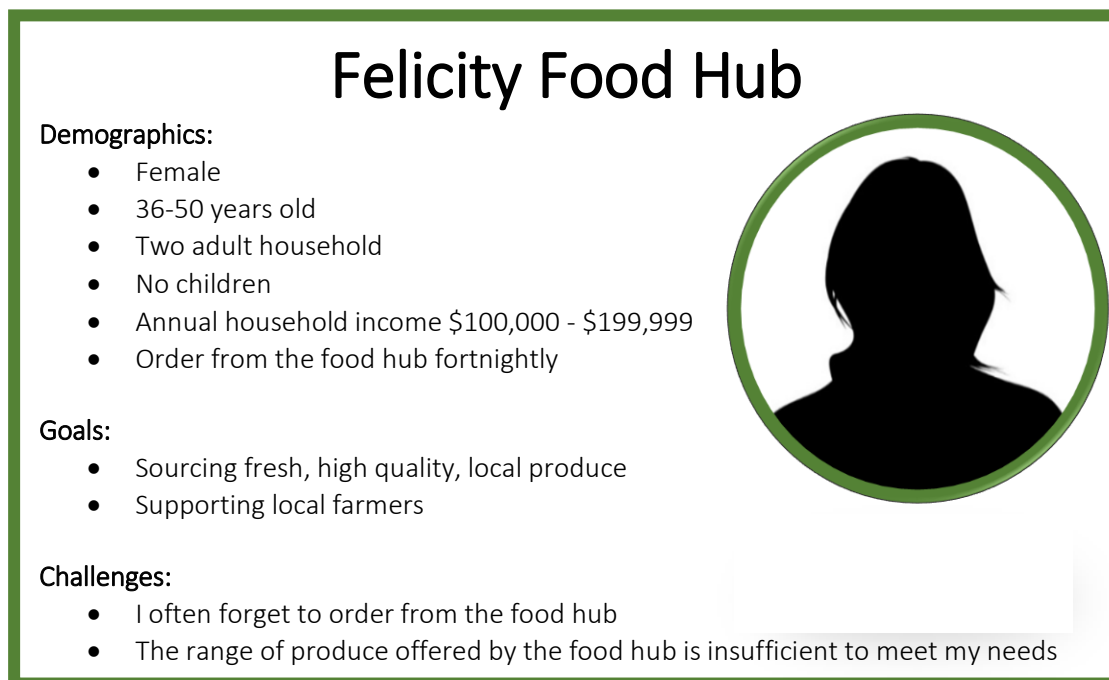 Felicity Food Hub
Demographics:
• Female
• 36-50 years old
• Two adult household
• No children
• Annual household income $100,000 - $199,999
• Order from the food hub fortnightly
Goals:
• Sourcing fresh, high quality, local produce
• Supporting local farmers
Challenges:
• I often forget to order from the food hub
• The range of produce offered by the food hub is insufficient to meet my needs